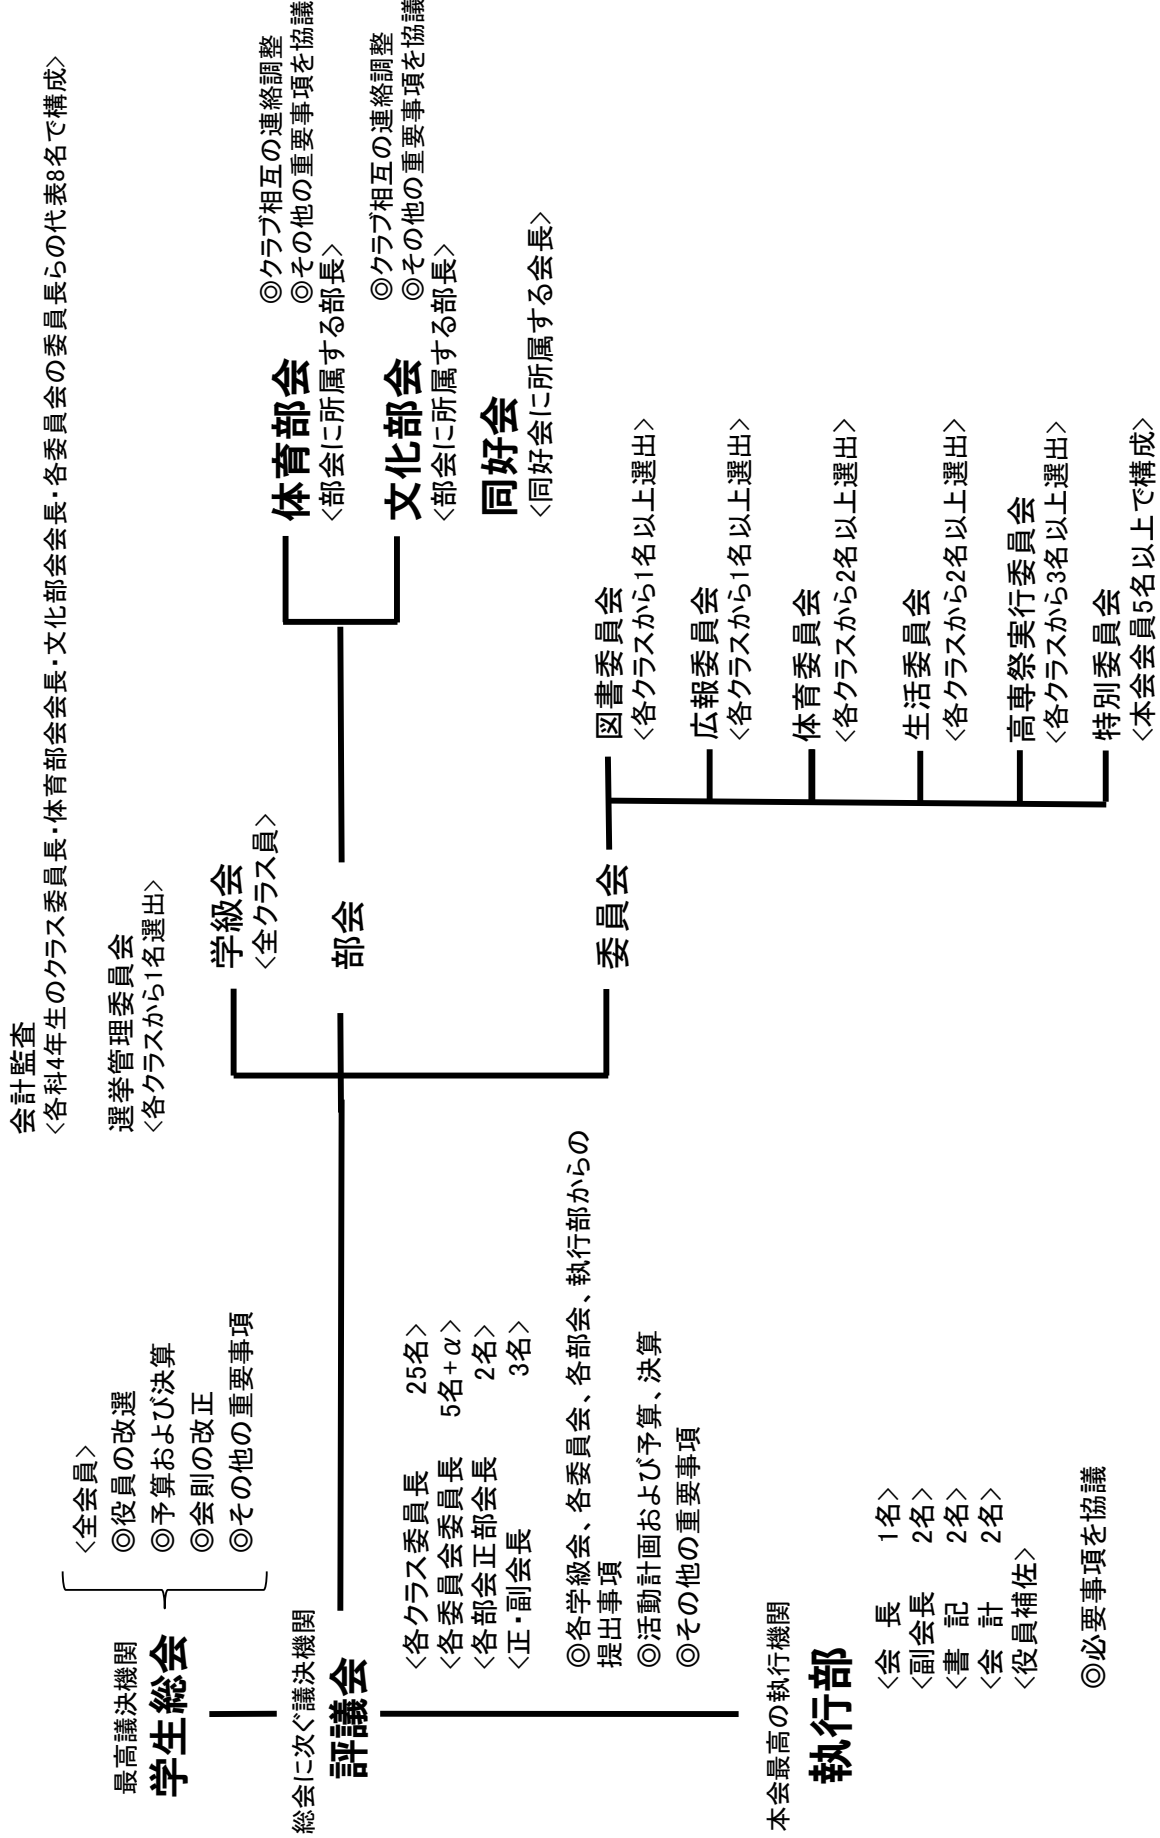 最高議決機関
学生総会
<全会員>
◎役員の改選
◎予算および決算
◎会則の改正
◎その他の重要事項
総会に次ぐ議決機関
評議会
<各クラス委員長 25名>
<各委員会委員長 5名+α>
<各部会正副部会長 2名>
<正・副会長 3名>
◎各学級会、各委員会、各部会、執行部からの
提出事項
◎活動計画および予算、決算
◎その他の重要事項
本会最高の執行機関
執行部
<会 長 1名>
<副会長 2名>
<書 記 2名>
<会 計 2名>
<役員補佐>
◎必要事項を協議
会計監査
<各科4年生のクラス委員長・体育部会会長・文化部会会長・各委員会の委員長らの代表8名で構成>
選挙管理委員会
<各クラスから1名選出>
学級会
<全クラス員>
部会
体育部会
<部会に所属する部長>
◎クラブ相互の連絡調整
◎その他の重要事項を協議
文化部会
<部会に所属する部長>
◎クラブ相互の連絡調整
◎その他の重要事項を協議
同好会
<同好会に所属する会長>
委員会
図書委員会
<各クラスから1名以上選出>
広報委員会
<各クラスから1名以上選出>
体育委員会
<各クラスから2名以上選出>
生活委員会
<各クラスから2名以上選出>
高専祭実行委員会
<各クラスから3名以上選出>
特別委員会
<本会会員5名以上で構成>